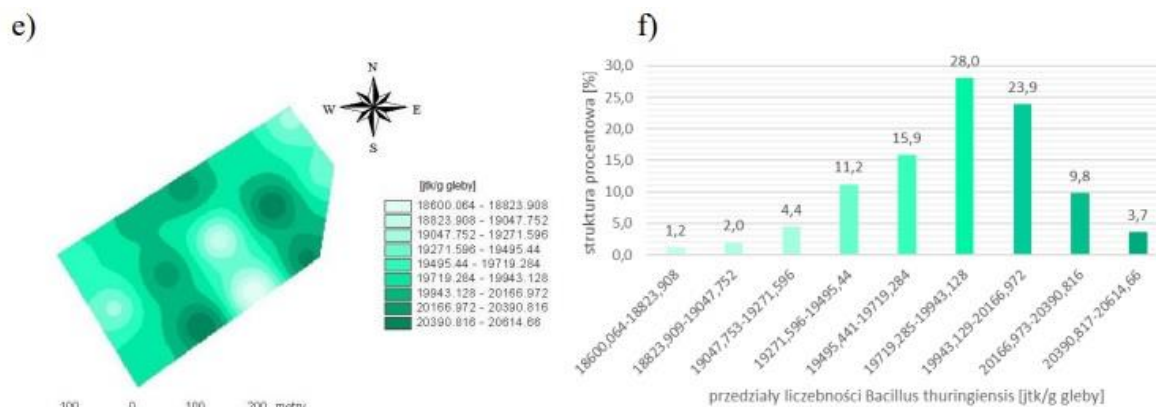 e)
N
W E
S
[jtk/g gleby]
18600.064 - 18823.908
18823.908 - 19047.752
19047.752 - 19271.596
19271.596 - 19495.44
19495.44 - 19719.284
19719.284 - 19943.128
19943.128 - 20166.972
20166.972 - 20390.816
20390.816 - 20614.66
100 0 100 200 metry
f)
struktura procentowa [%]
30,0
25,0
20,0
15,0
10,0
5,0
0,0
1,2
2,0
4,4
11,2
15,9
28,0
23,9
9,8
3,7
18600,064-18823,908
18823,909-19047,752
19047,753-19271,596
19271,596-19495,44
19495,441-19719,284
19719,285-19943,128
19943,129-20166,972
20166,973-20390,816
20390,817-20614,66
przedziały liczebności Bacillus thuringiensis [jtk/g gleby]